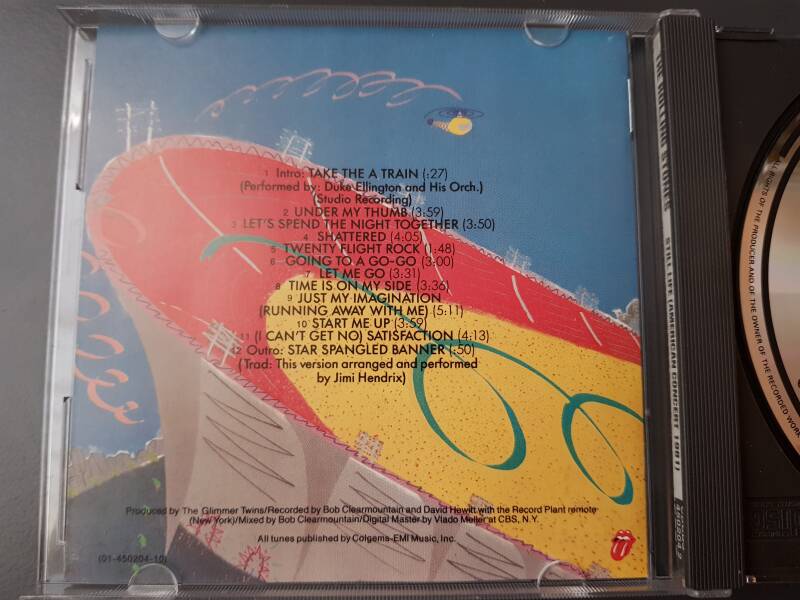 1 Intro: TAKE THE A TRAIN (:27)
(Performed by: Duke Ellington and His Orch.)
(Studio Recording)
2 UNDER MY THUMB (3:59)
3 LET'S SPEND THE NIGHT TOGETHER (3:50)
4 SHATTERED (4:05)
5 TWENTY FLIGHT ROCK (1:48)
6 GOING TO A GO-GO (3:00)
7 LET ME GO (3:31)
8 TIME IS ON MY SIDE (3:36)
9 JUST MY IMAGINATION
(RUNNING AWAY WITH ME) (5:11)
10 START ME UP (3:59)
11 (I CAN'T GET NO) SATISFACTION (4:13)
12 Outro: STAR SPANGLED BANNER (:50)
(Trad: This version arranged and performed
by Jimi Hendrix)
Produced by The Glimmer Twins/Recorded by Bob Clearmountain and David Hewitt with the Record Plant remote
(New York)/Mixed by Bob Clearmountain/Digital Master by Vlado Meller at CBS, N.Y.
All tunes published by Colgems-EMI Music, Inc.
(01-450204-10)
THE ROLLING STONES STILL LIFE (AMERICAN CONCERT 1981)
450204 2
ALL RIGHTS OF THE PRODUCER AND OF THE OWNER OF THE RECORDED WORK